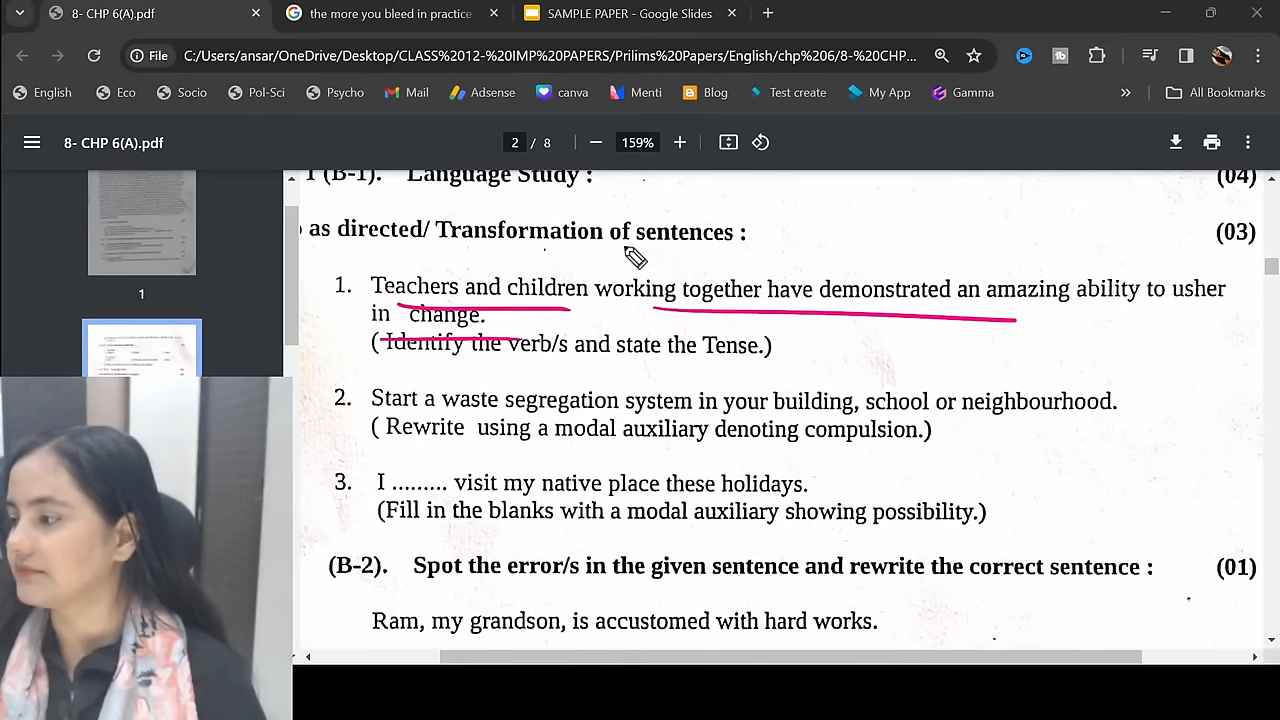 8- CHP 6(A).pdf
the more you bleed in practice
SAMPLE PAPER - Google Slides
File
C:/Users/ansar/OneDrive/Desktop/CLASS%2012-%20IMP%20PAPERS/Prilims%20Papers/English/chp%206/8-%20CHP...
English
Eco
Socio
Pol-Sci
Psycho
Mail
Adsense
canva
Menti
Blog
Test create
My App
Gamma
»
All Bookmarks
8- CHP 6(A).pdf
2 / 8
159%
1 (B-1). Language Study : (04)
as directed/ Transformation of sentences : (03)
1. Teachers and children working together have demonstrated an amazing ability to usher
in change.
( Identify the verb/s and state the Tense.)
2. Start a waste segregation system in your building, school or neighbourhood.
( Rewrite using a modal auxiliary denoting compulsion.)
3. I ......... visit my native place these holidays.
(Fill in the blanks with a modal auxiliary showing possibility.)
(B-2). Spot the error/s in the given sentence and rewrite the correct sentence : (01)
Ram, my grandson, is accustomed with hard works.
1